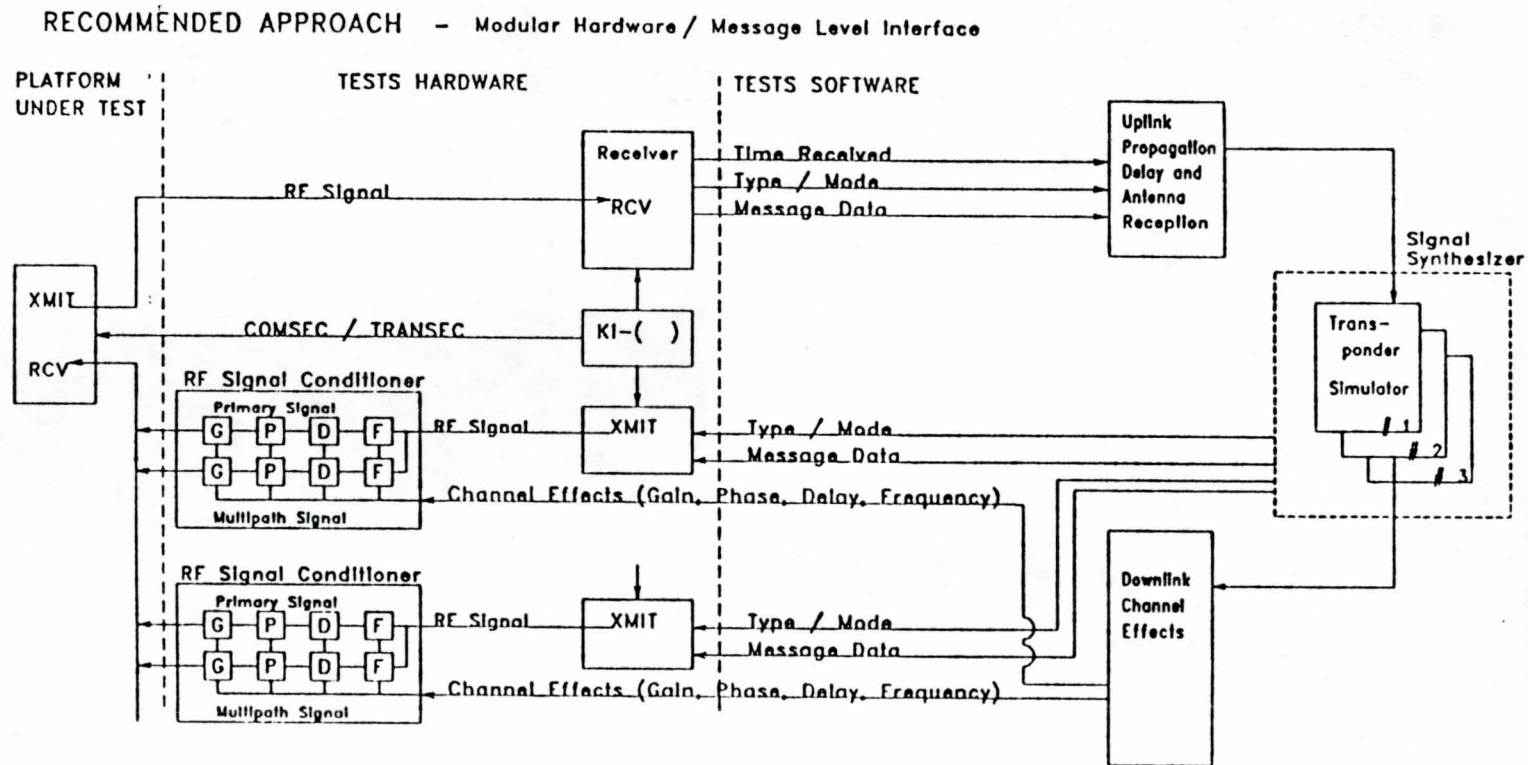 RECOMMENDED APPROACH - Modular Hardware / Message Level Interface
PLATFORM
UNDER TEST
TESTS HARDWARE
TESTS SOFTWARE
Receiver
RCV
Time Received
Type / Mode
Message Data
Uplink
Propagation
Delay and
Antenna
Reception
RF Signal
Signal
Synthesizer
XMIT
RCV
COMSEC / TRANSEC
KI-( )
Trans-
ponder
Simulator
# 1
# 2
# 3
RF Signal Conditioner
Primary Signal
G P D F
G P D F
Multipath Signal
RF Signal
XMIT
Type / Mode
Message Data
Channel Effects (Gain, Phase, Delay, Frequency)
Downlink
Channel
Effects
RF Signal Conditioner
Primary Signal
G P D F
G P D F
Multipath Signal
RF Signal
XMIT
Type / Mode
Message Data
Channel Effects (Gain, Phase, Delay, Frequency)